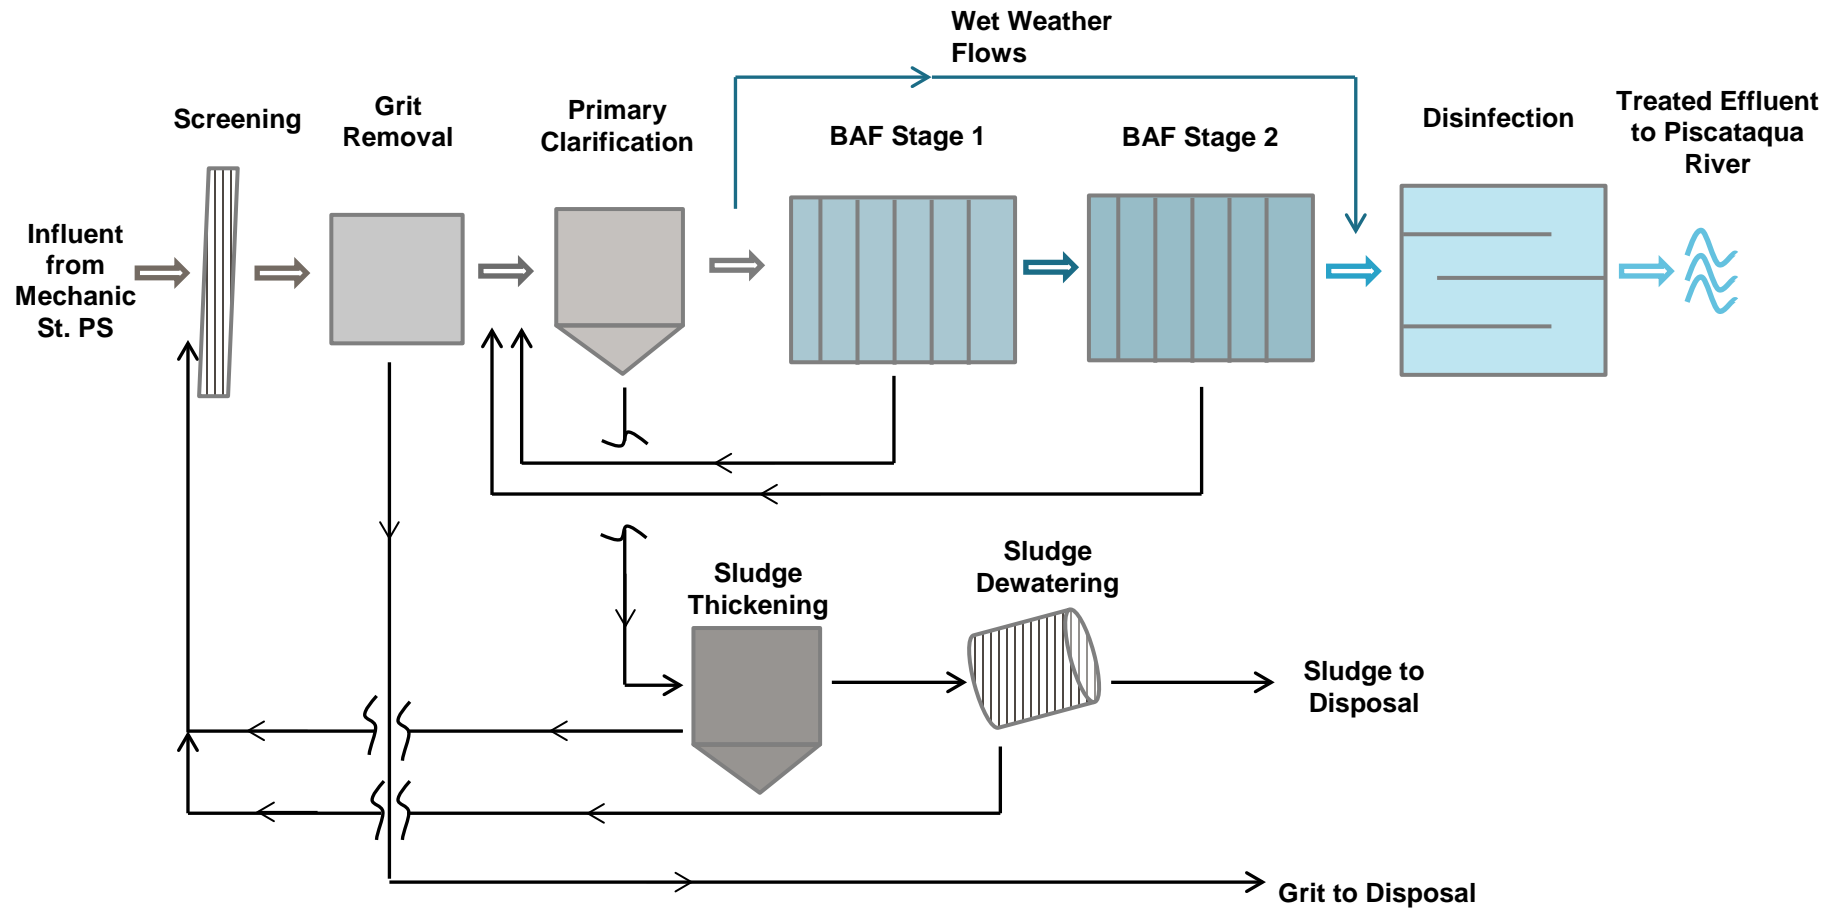 Wet Weather
Flows
Screening
Grit
Removal
Primary
Clarification
BAF Stage 1
BAF Stage 2
Disinfection
Treated Effluent
to Piscataqua
River
Influent
from
Mechanic
St. PS
Sludge
Thickening
Sludge
Dewatering
Sludge to
Disposal
Grit to Disposal